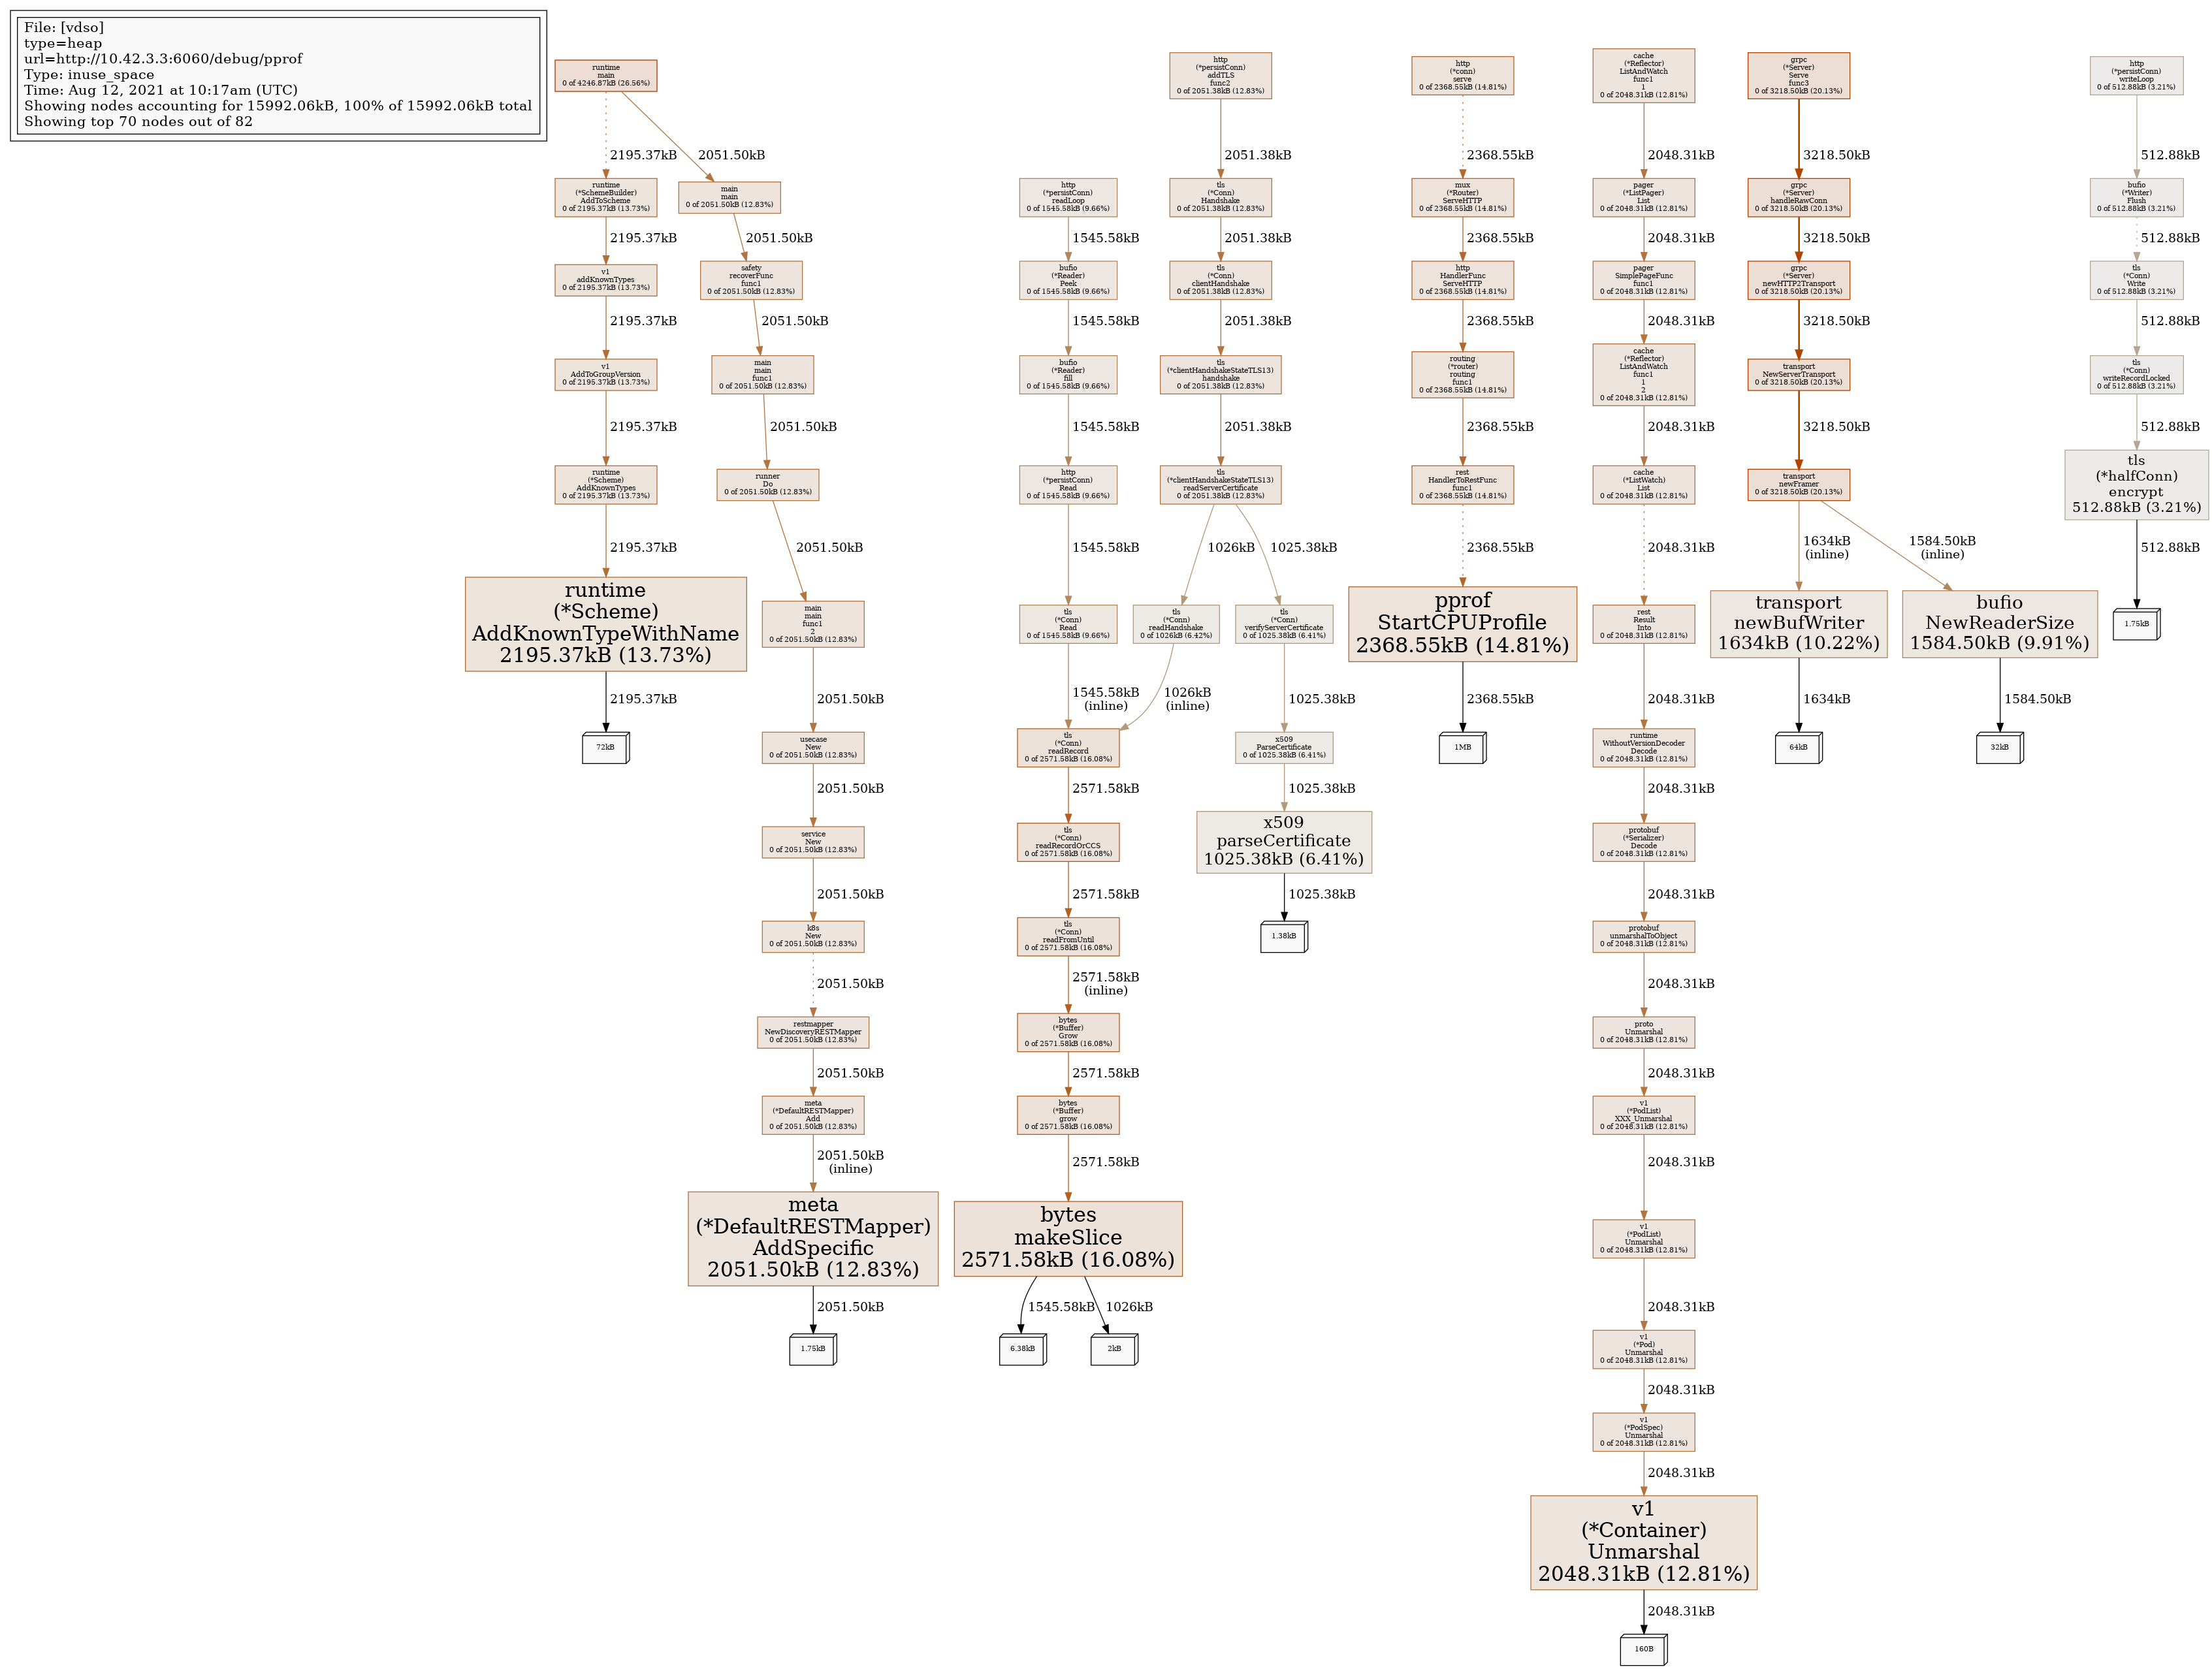 File: [vdso]
type=heap
url=http://10.42.3.3:6060/debug/pprof
Type: inuse_space
Time: Aug 12, 2021 at 10:17am (UTC)
Showing nodes accounting for 15992.06kB, 100% of 15992.06kB total
Showing top 70 nodes out of 82
runtime
main
0 of 4246.87kB (26.56%)
2195.37kB
2051.50kB
runtime
(*SchemeBuilder)
AddToScheme
0 of 2195.37kB (13.73%)
2195.37kB
v1
addKnownTypes
0 of 2195.37kB (13.73%)
2195.37kB
v1
AddToGroupVersion
0 of 2195.37kB (13.73%)
2195.37kB
runtime
(*Scheme)
AddKnownTypes
0 of 2195.37kB (13.73%)
2195.37kB
runtime
(*Scheme)
AddKnownTypeWithName
2195.37kB (13.73%)
2195.37kB
72kB
main
main
0 of 2051.50kB (12.83%)
2051.50kB
safety
recoverFunc
func1
0 of 2051.50kB (12.83%)
2051.50kB
main
main
func1
0 of 2051.50kB (12.83%)
2051.50kB
runner
Do
0 of 2051.50kB (12.83%)
2051.50kB
main
main
func1
2
0 of 2051.50kB (12.83%)
2051.50kB
usecase
New
0 of 2051.50kB (12.83%)
2051.50kB
service
New
0 of 2051.50kB (12.83%)
2051.50kB
k8s
New
0 of 2051.50kB (12.83%)
2051.50kB
restmapper
NewDiscoveryRESTMapper
0 of 2051.50kB (12.83%)
2051.50kB
meta
(*DefaultRESTMapper)
Add
0 of 2051.50kB (12.83%)
2051.50kB
(inline)
meta
(*DefaultRESTMapper)
AddSpecific
2051.50kB (12.83%)
2051.50kB
1.75kB
http
(*persistConn)
readLoop
0 of 1545.58kB (9.66%)
1545.58kB
bufio
(*Reader)
Peek
0 of 1545.58kB (9.66%)
1545.58kB
bufio
(*Reader)
fill
0 of 1545.58kB (9.66%)
1545.58kB
http
(*persistConn)
Read
0 of 1545.58kB (9.66%)
1545.58kB
tls
(*Conn)
Read
0 of 1545.58kB (9.66%)
1545.58kB
(inline)
http
(*persistConn)
addTLS
func2
0 of 2051.38kB (12.83%)
2051.38kB
tls
(*Conn)
Handshake
0 of 2051.38kB (12.83%)
2051.38kB
tls
(*Conn)
clientHandshake
0 of 2051.38kB (12.83%)
2051.38kB
tls
(*clientHandshakeStateTLS13)
handshake
0 of 2051.38kB (12.83%)
2051.38kB
tls
(*clientHandshakeStateTLS13)
readServerCertificate
0 of 2051.38kB (12.83%)
1026kB
1025.38kB
tls
(*Conn)
readHandshake
0 of 1026kB (6.42%)
1026kB
(inline)
tls
(*Conn)
verifyServerCertificate
0 of 1025.38kB (6.41%)
1025.38kB
x509
ParseCertificate
0 of 1025.38kB (6.41%)
1025.38kB
x509
parseCertificate
1025.38kB (6.41%)
1025.38kB
1.38kB
tls
(*Conn)
readRecord
0 of 2571.58kB (16.08%)
2571.58kB
tls
(*Conn)
readRecordOrCCS
0 of 2571.58kB (16.08%)
2571.58kB
tls
(*Conn)
readFromUntil
0 of 2571.58kB (16.08%)
2571.58kB
(inline)
bytes
(*Buffer)
Grow
0 of 2571.58kB (16.08%)
2571.58kB
bytes
(*Buffer)
grow
0 of 2571.58kB (16.08%)
2571.58kB
bytes
makeSlice
2571.58kB (16.08%)
1545.58kB
1026kB
6.38kB
2kB
http
(*conn)
serve
0 of 2368.55kB (14.81%)
2368.55kB
mux
(*Router)
ServeHTTP
0 of 2368.55kB (14.81%)
2368.55kB
http
HandlerFunc
ServeHTTP
0 of 2368.55kB (14.81%)
2368.55kB
routing
(*router)
routing
func1
0 of 2368.55kB (14.81%)
2368.55kB
rest
HandlerToRestFunc
func1
0 of 2368.55kB (14.81%)
2368.55kB
pprof
StartCPUProfile
2368.55kB (14.81%)
2368.55kB
1MB
cache
(*Reflector)
ListAndWatch
func1
1
0 of 2048.31kB (12.81%)
2048.31kB
pager
(*ListPager)
List
0 of 2048.31kB (12.81%)
2048.31kB
pager
SimplePageFunc
func1
0 of 2048.31kB (12.81%)
2048.31kB
cache
(*Reflector)
ListAndWatch
func1
1
2
0 of 2048.31kB (12.81%)
2048.31kB
cache
(*ListWatch)
List
0 of 2048.31kB (12.81%)
2048.31kB
rest
Result
Into
0 of 2048.31kB (12.81%)
2048.31kB
runtime
WithoutVersionDecoder
Decode
0 of 2048.31kB (12.81%)
2048.31kB
protobuf
(*Serializer)
Decode
0 of 2048.31kB (12.81%)
2048.31kB
protobuf
unmarshalToObject
0 of 2048.31kB (12.81%)
2048.31kB
proto
Unmarshal
0 of 2048.31kB (12.81%)
2048.31kB
v1
(*PodList)
XXX_Unmarshal
0 of 2048.31kB (12.81%)
2048.31kB
v1
(*PodList)
Unmarshal
0 of 2048.31kB (12.81%)
2048.31kB
v1
(*Pod)
Unmarshal
0 of 2048.31kB (12.81%)
2048.31kB
v1
(*PodSpec)
Unmarshal
0 of 2048.31kB (12.81%)
2048.31kB
v1
(*Container)
Unmarshal
2048.31kB (12.81%)
2048.31kB
160B
grpc
(*Server)
Serve
func3
0 of 3218.50kB (20.13%)
3218.50kB
grpc
(*Server)
handleRawConn
0 of 3218.50kB (20.13%)
3218.50kB
grpc
(*Server)
newHTTP2Transport
0 of 3218.50kB (20.13%)
3218.50kB
transport
NewServerTransport
0 of 3218.50kB (20.13%)
3218.50kB
transport
newFramer
0 of 3218.50kB (20.13%)
1634kB
(inline)
1584.50kB
(inline)
transport
newBufWriter
1634kB (10.22%)
1634kB
64kB
bufio
NewReaderSize
1584.50kB (9.91%)
1584.50kB
32kB
http
(*persistConn)
writeLoop
0 of 512.88kB (3.21%)
512.88kB
bufio
(*Writer)
Flush
0 of 512.88kB (3.21%)
512.88kB
tls
(*Conn)
Write
0 of 512.88kB (3.21%)
512.88kB
tls
(*Conn)
writeRecordLocked
0 of 512.88kB (3.21%)
512.88kB
tls
(*halfConn)
encrypt
512.88kB (3.21%)
512.88kB
1.75kB